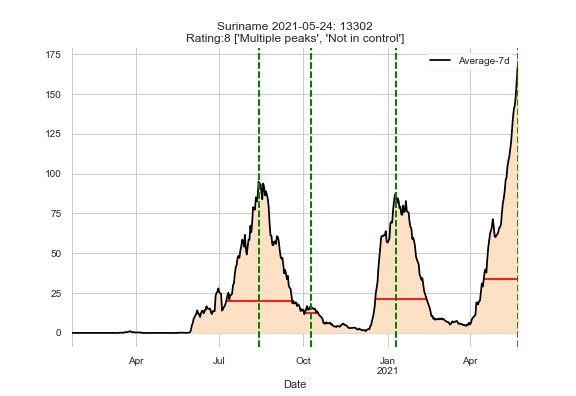 Suriname 2021-05-24: 13302
Rating:8 ['Multiple peaks', 'Not in control']
Average-7d
175
150
125
100
75
50
25
0
Apr
Jul
Oct
Jan
2021
Apr
Date